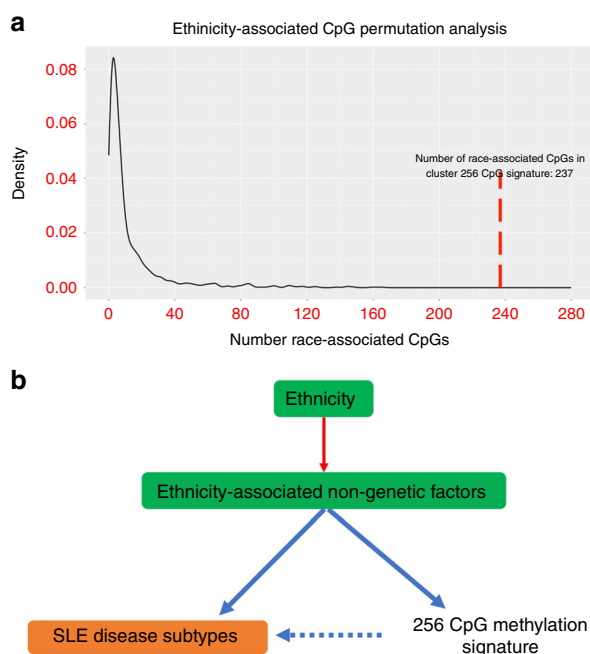 a
Ethinicity-associated CpG permutation analysis
0.08
0.06
0.04
0.02
0.00
Density
Number of race-associated CpGs in
cluster 256 CpG signature: 237
0 40 80 120 160 200 240 280
Number race-associated CpGs
b
Ethnicity
Ethnicity-associated non-genetic factors
SLE disease subtypes
256 CpG methylation
signature